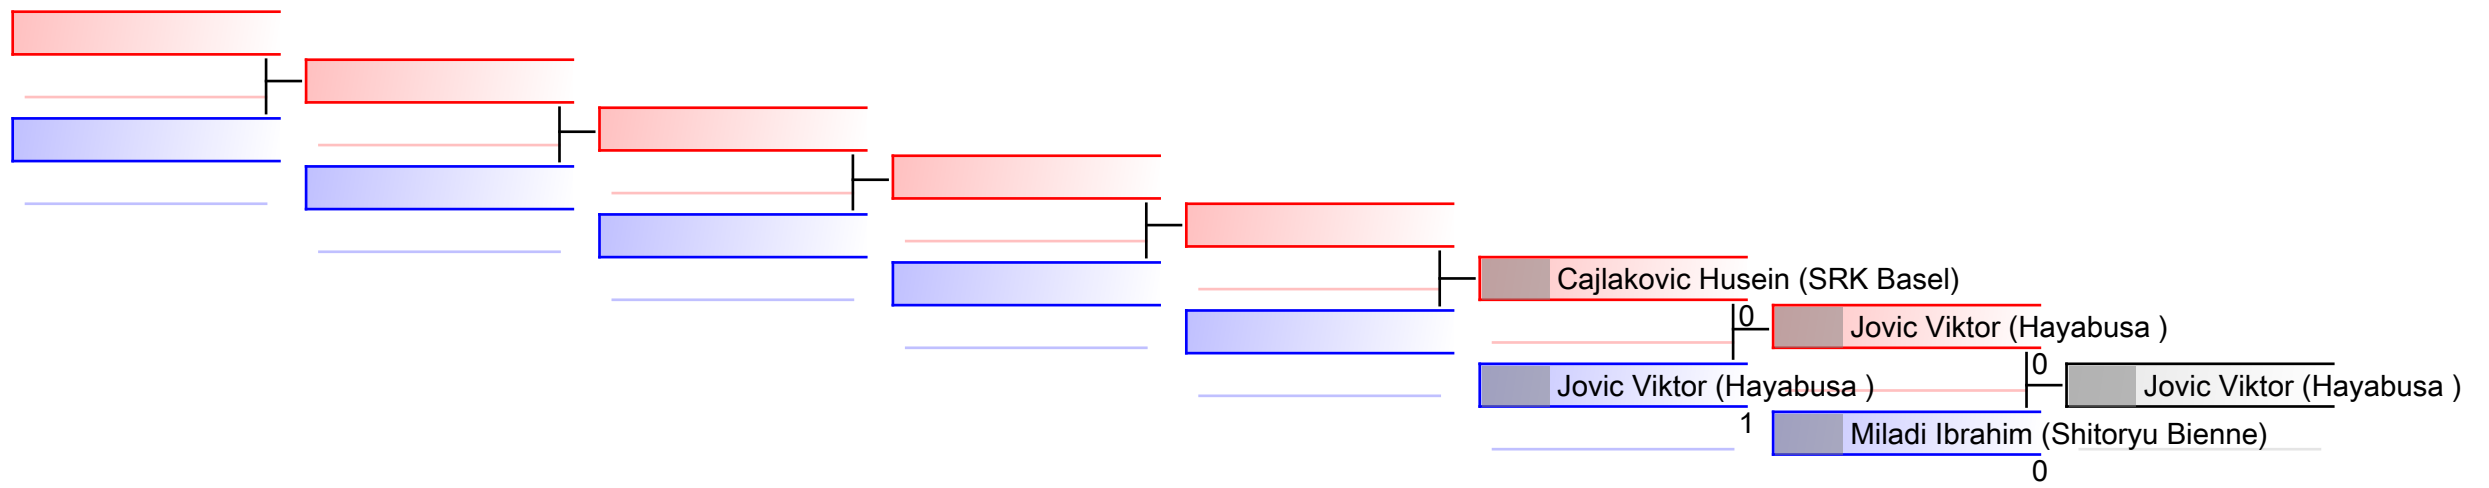 Cajlakovic Husein (SRK Basel)
0
Jovic Viktor (Hayabusa )
1
Jovic Viktor (Hayabusa )
0
Miladi Ibrahim (Shitoryu Bienne)
0
Jovic Viktor (Hayabusa )